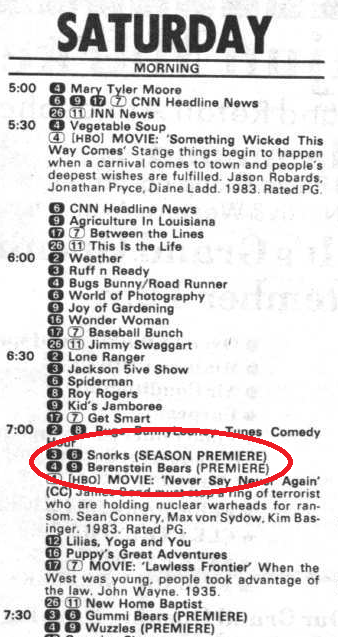 SATURDAY
MORNING
5:00 4 Mary Tyler Moore
6 9 17 7 CNN Headline News
26 11 INN News
5:30 4 Vegetable Soup
4 [HBO] MOVIE: 'Something Wicked This
Way Comes' Stange things begin to happen
when a carnival comes to town and people's
deepest wishes are fulfilled. Jason Robards,
Jonathan Pryce, Diane Ladd. 1983. Rated PG.
6 CNN Headline News
9 Agriculture In Louisiana
17 7 Between the Lines
26 11 This Is the Life
6:00 2 Weather
3 Ruff n Ready
4 Bugs Bunny/Road Runner
6 World of Photography
9 Joy of Gardening
16 Wonder Woman
17 7 Baseball Bunch
26 11 Jimmy Swaggart
6:30 2 Lone Ranger
3 Jackson 5ive Show
6 Spiderman
8 Roy Rogers
9 Kid's Jamboree
17 7 Get Smart
7:00 2 8 Bugs Bunny/Looney Tunes Comedy
Hour
3 6 Snorks (SEASON PREMIERE)
4 9 Berenstein Bears (PREMIERE)
4 [HBO] MOVIE: 'Never Say Never Again'
(CC) James Bond must stop a ring of terrorist
who are holding nuclear warheads for ran-
som. Sean Connery, Max von Sydow, Kim Bas-
inger. 1983. Rated PG.
12 Lilias, Yoga and You
16 Puppy's Great Adventures
17 7 MOVIE: 'Lawless Frontier' When the
West was young, people took advantage of
the law. John Wayne. 1935.
26 11 New Home Baptist
7:30 3 6 Gummi Bears (PREMIERE)
4 9 Wuzzles (PREMIERE)